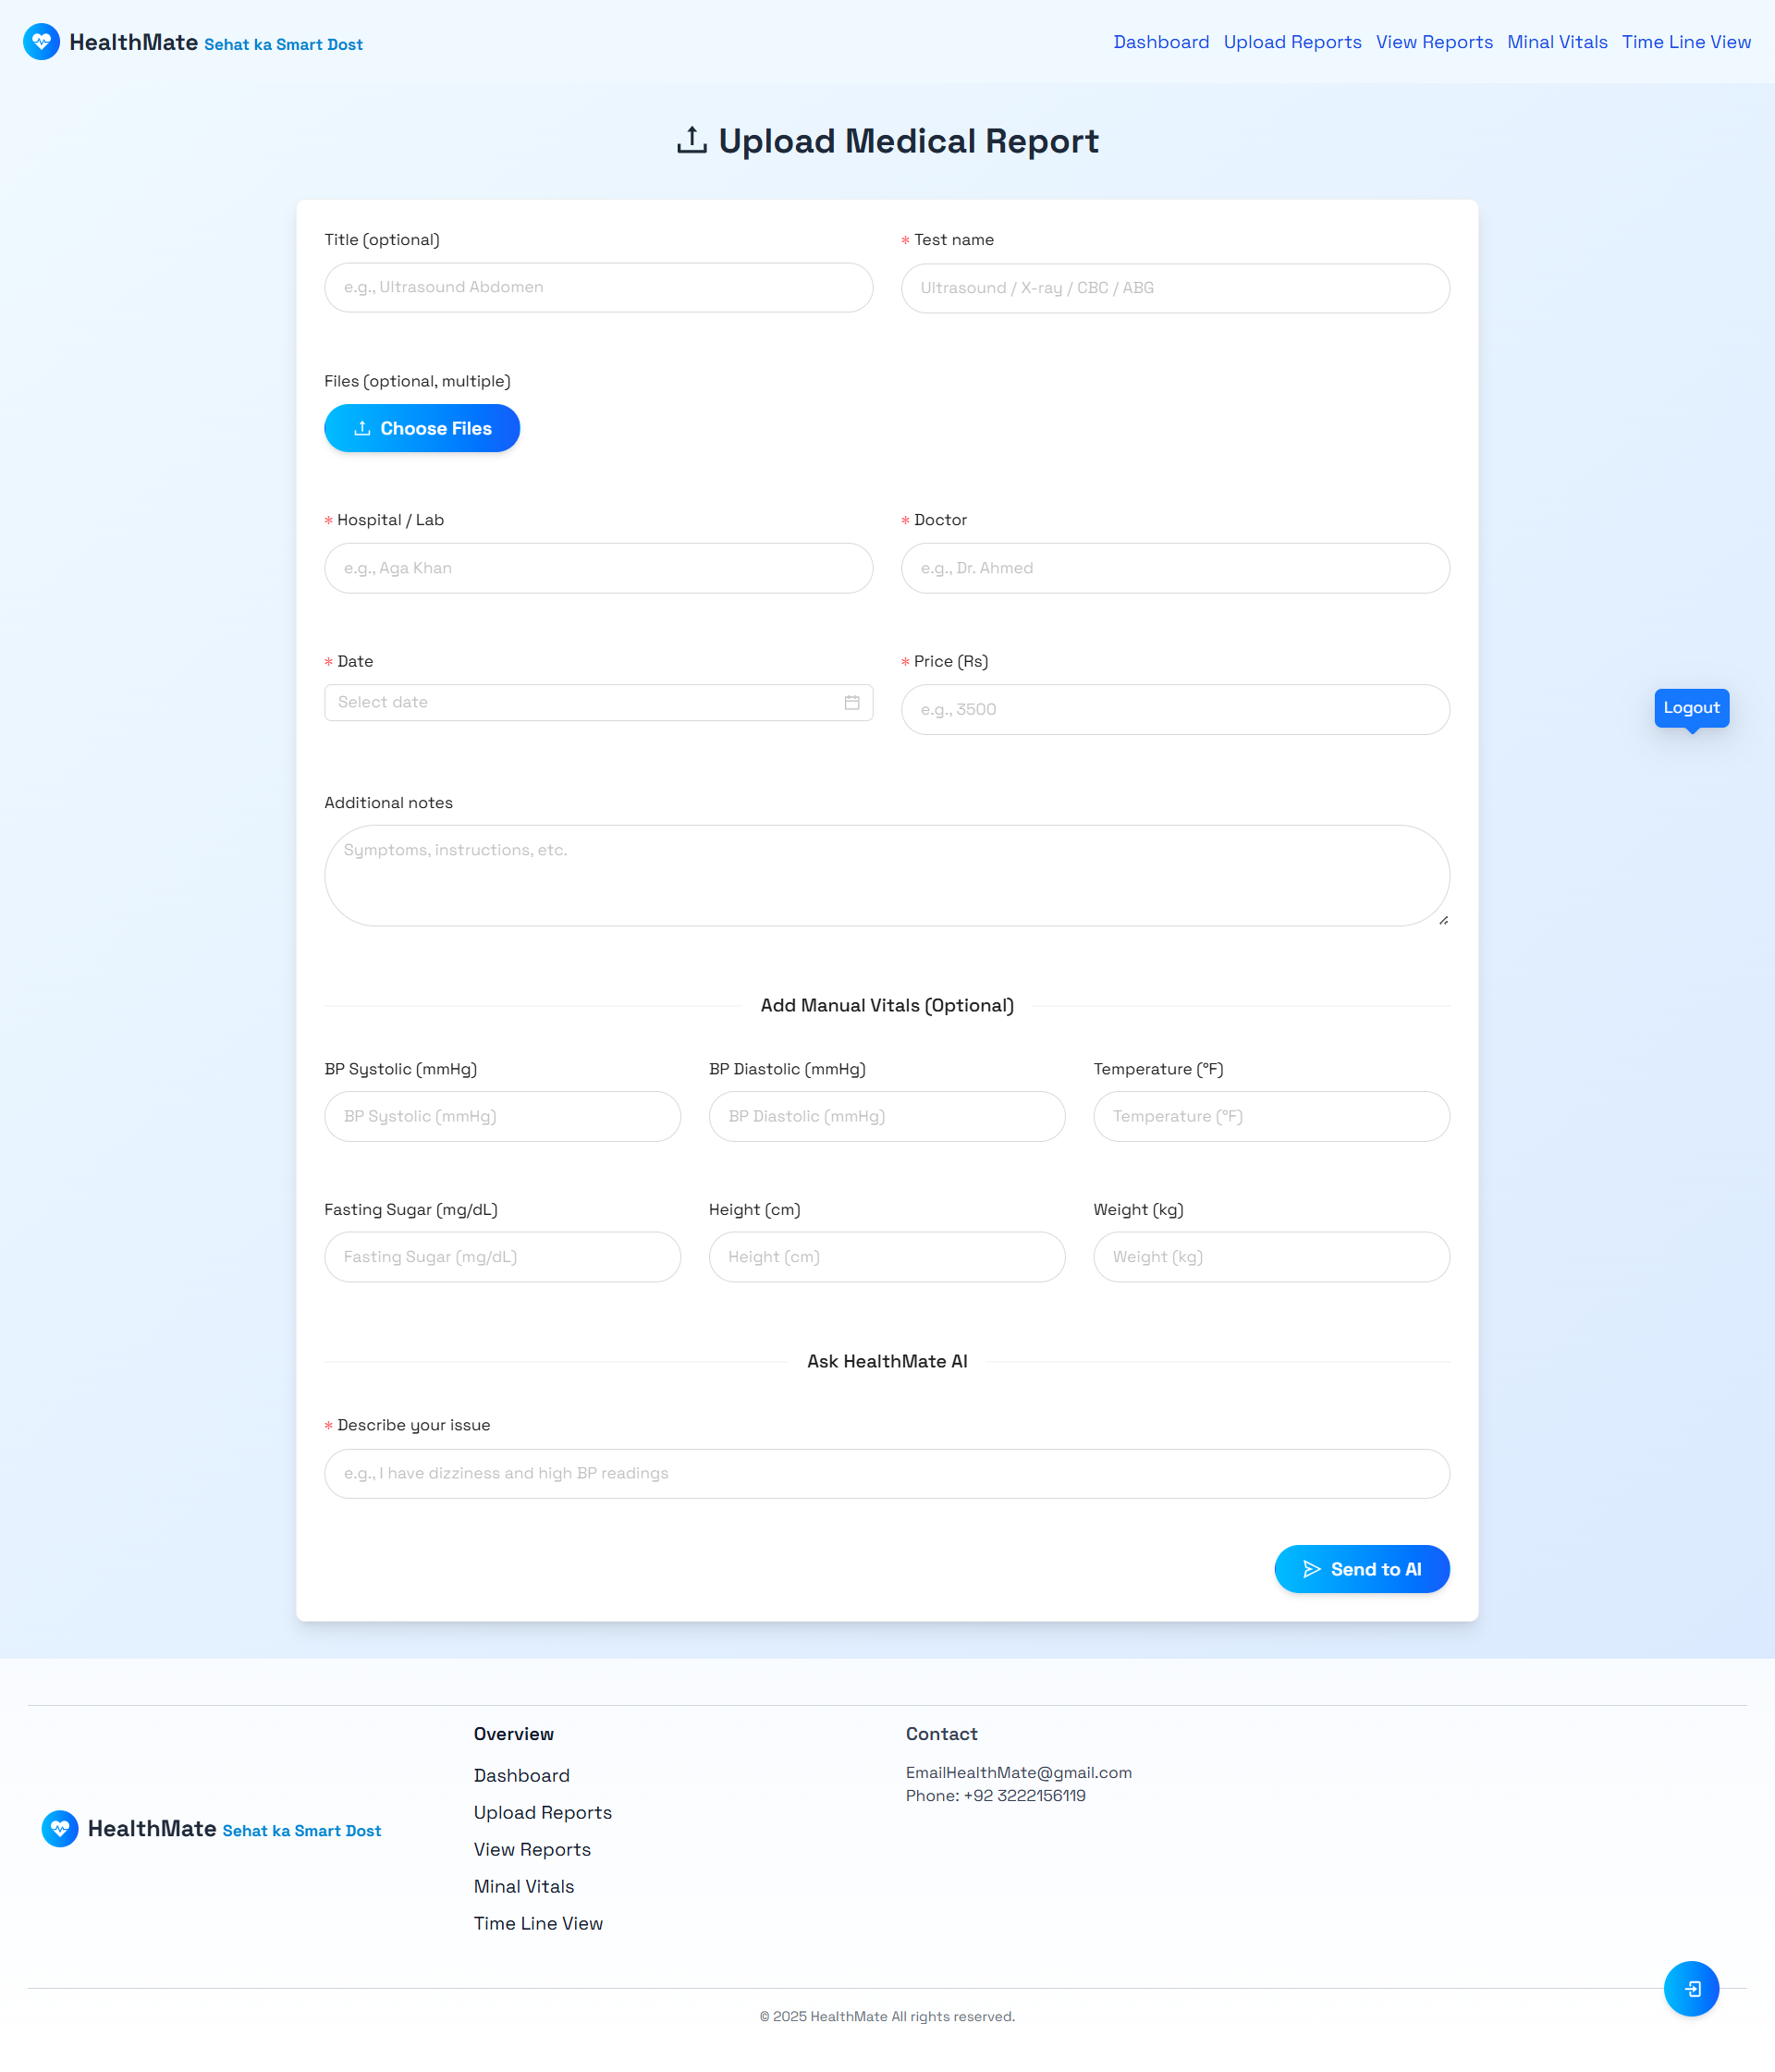 HealthMate Sehat ka Smart Dost
Dashboard Upload Reports View Reports Minal Vitals Time Line View
Upload Medical Report
Title (optional)
* Test name
e.g., Ultrasound Abdomen
Ultrasound / X-ray / CBC / ABG
Files (optional, multiple)
Choose Files
* Hospital / Lab
* Doctor
e.g., Aga Khan
e.g., Dr. Ahmed
* Date
* Price (Rs)
Select date
e.g., 3500
Logout
Additional notes
Symptoms, instructions, etc.
Add Manual Vitals (Optional)
BP Systolic (mmHg)
BP Diastolic (mmHg)
Temperature (°F)
BP Systolic (mmHg)
BP Diastolic (mmHg)
Temperature (°F)
Fasting Sugar (mg/dL)
Height (cm)
Weight (kg)
Fasting Sugar (mg/dL)
Height (cm)
Weight (kg)
Ask HealthMate AI
* Describe your issue
e.g., I have dizziness and high BP readings
Send to AI
HealthMate Sehat ka Smart Dost
Overview
Dashboard
Upload Reports
View Reports
Minal Vitals
Time Line View
Contact
EmailHealthMate@gmail.com
Phone: +92 3222156119
© 2025 HealthMate All rights reserved.